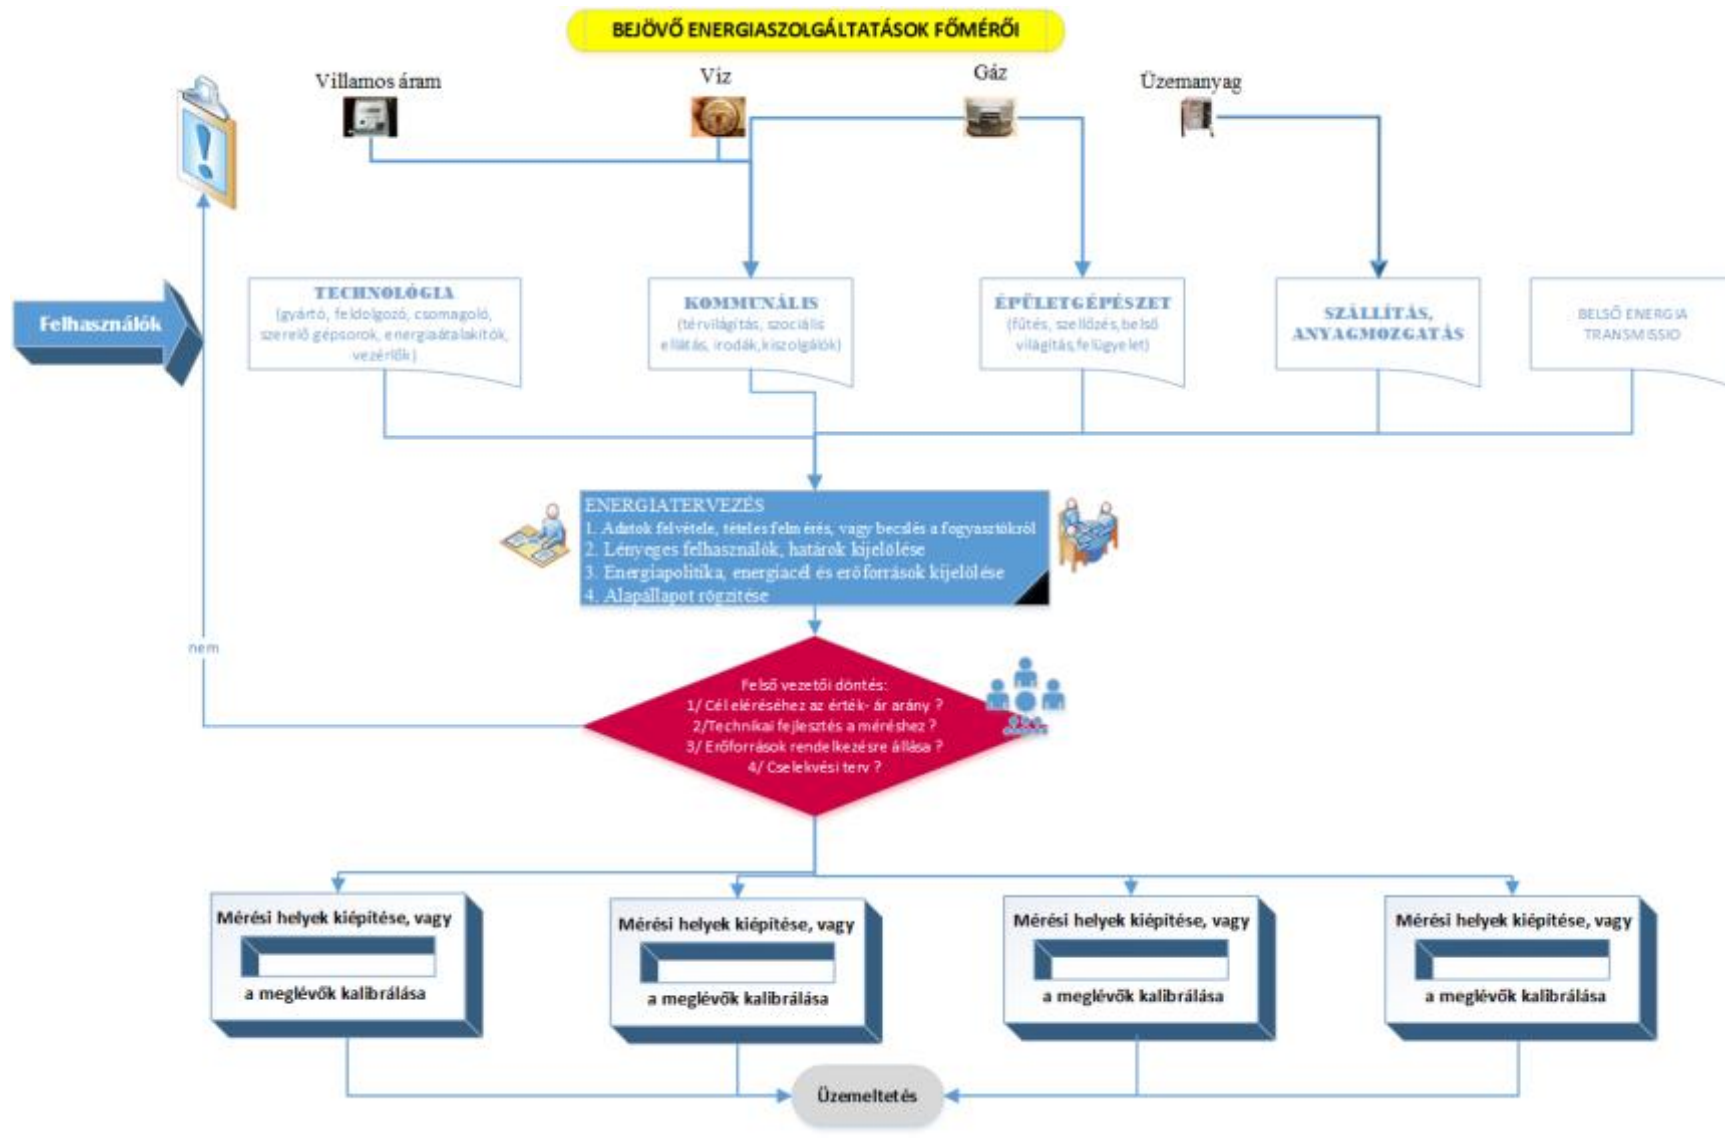 BEJÖVŐ ENERGIASZOLGÁLTATÁSOK FŐMÉRŐI
Villamos áram
Víz
Gáz
Üzemanyag
Felhasználók
TECHNOLÓGIA
(gyártó, feldolgozó, csomagoló,
szerelő gépsorok, energiaátalakítók,
vezérlők)
KOMMUNÁLIS
(térvilágítás, szociális
ellátás, irodák,kiszolgálók)
ÉPÜLETGÉPÉSZET
(fűtés, szellőzés,belső
világítás,felügyelet)
SZÁLLÍTÁS,
ANYAGMOZGATÁS
BELSŐ ENERGIA
TRANSMISSIO
ENERGIATERVEZÉS
1. Adatok felvétele, tételes felmérés, vagy becslés a fogyasztókról
2. Lényeges felhasználók, határok kijelölése
3. Energiapolitika, energiacél és erőforrások kijelölése
4. Alapállapot rögzítése
nem
Felső vezetői döntés:
1/ Cél eléréséhez az érték- ár arány ?
2/Technikai fejlesztés a méréshez ?
3/ Erőforrások rendelkezésre állása ?
4/ Cselekvési terv ?
Mérési helyek kiépítése, vagy
a meglévők kalibrálása
Mérési helyek kiépítése, vagy
a meglévők kalibrálása
Mérési helyek kiépítése, vagy
a meglévők kalibrálása
Mérési helyek kiépítése, vagy
a meglévők kalibrálása
Üzemeltetés